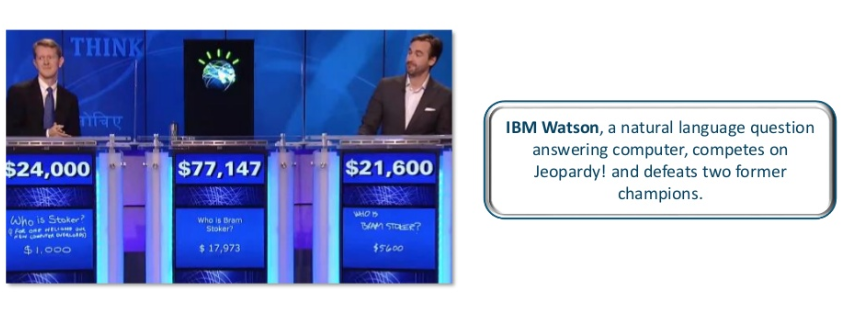 THINK
सोचिए
$24,000
$77,147
$21,600
Who is Stoker?
(I FOR ONE WELCOME OUR
NEW COMPUTER OVERLORDS)
$1,000
Who is Bram
Stoker?
$ 17,973
WHO IS
BRAM STOKER?
$5600
IBM Watson, a natural language question
answering computer, competes on
Jeopardy! and defeats two former
champions.